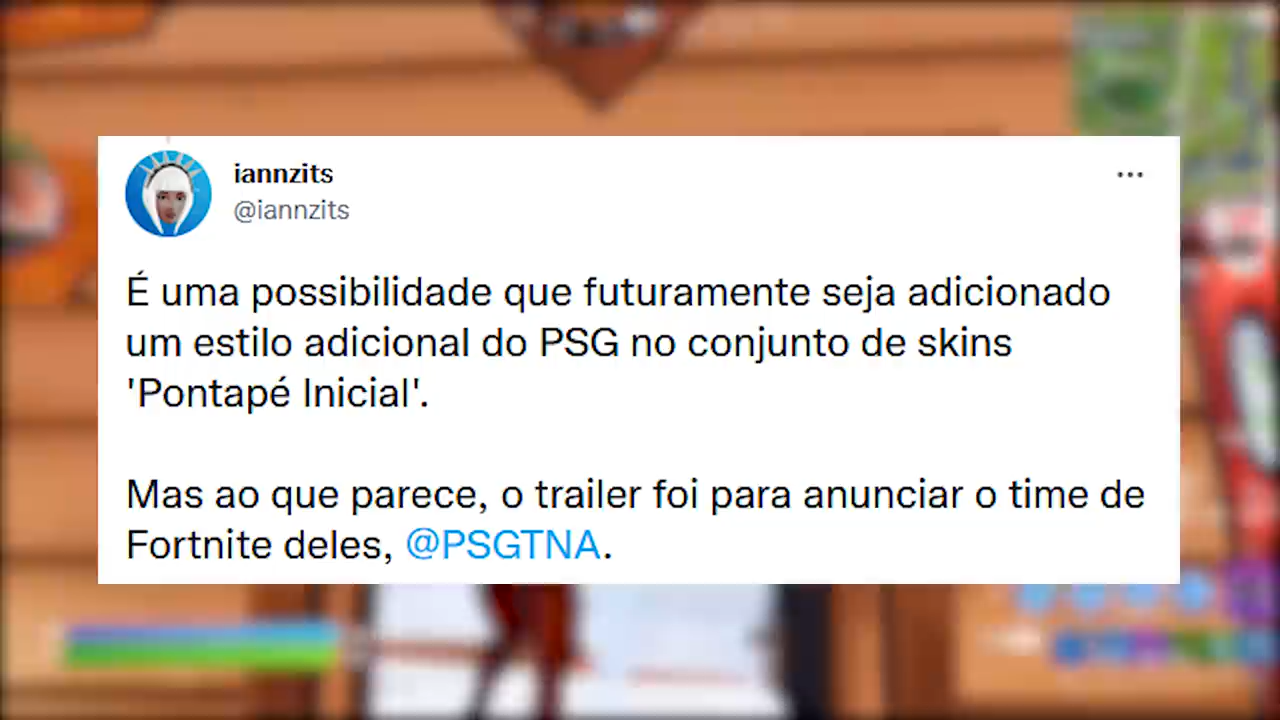 iannzits
@iannzits
É uma possibilidade que futuramente seja adicionado
um estilo adicional do PSG no conjunto de skins
'Pontapé Inicial'.
Mas ao que parece, o trailer foi para anunciar o time de
Fortnite deles, @PSGTNA.